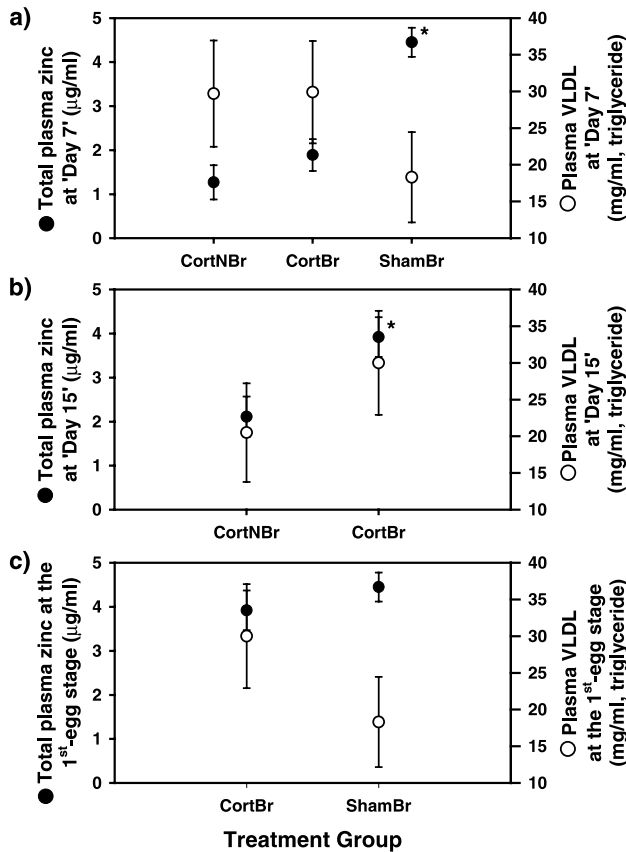 a)
● Total plasma zinc
at 'Day 7' (μg/ml)
5
4
3
2
1
0
40
35
30
25
20
15
10
○ Plasma VLDL
at 'Day 7'
(mg/ml, triglyceride)
*
CortNBr CortBr ShamBr
b)
● Total plasma zinc
at 'Day 15' (μg/ml)
5
4
3
2
1
0
40
35
30
25
20
15
10
○ Plasma VLDL
at 'Day 15'
(mg/ml, triglyceride)
*
CortNBr CortBr
c)
● Total plasma zinc at the
1st-egg stage (μg/ml)
5
4
3
2
1
0
40
35
30
25
20
15
10
○ Plasma VLDL
at the 1st-egg stage
(mg/ml, triglyceride)
CortBr ShamBr
Treatment Group